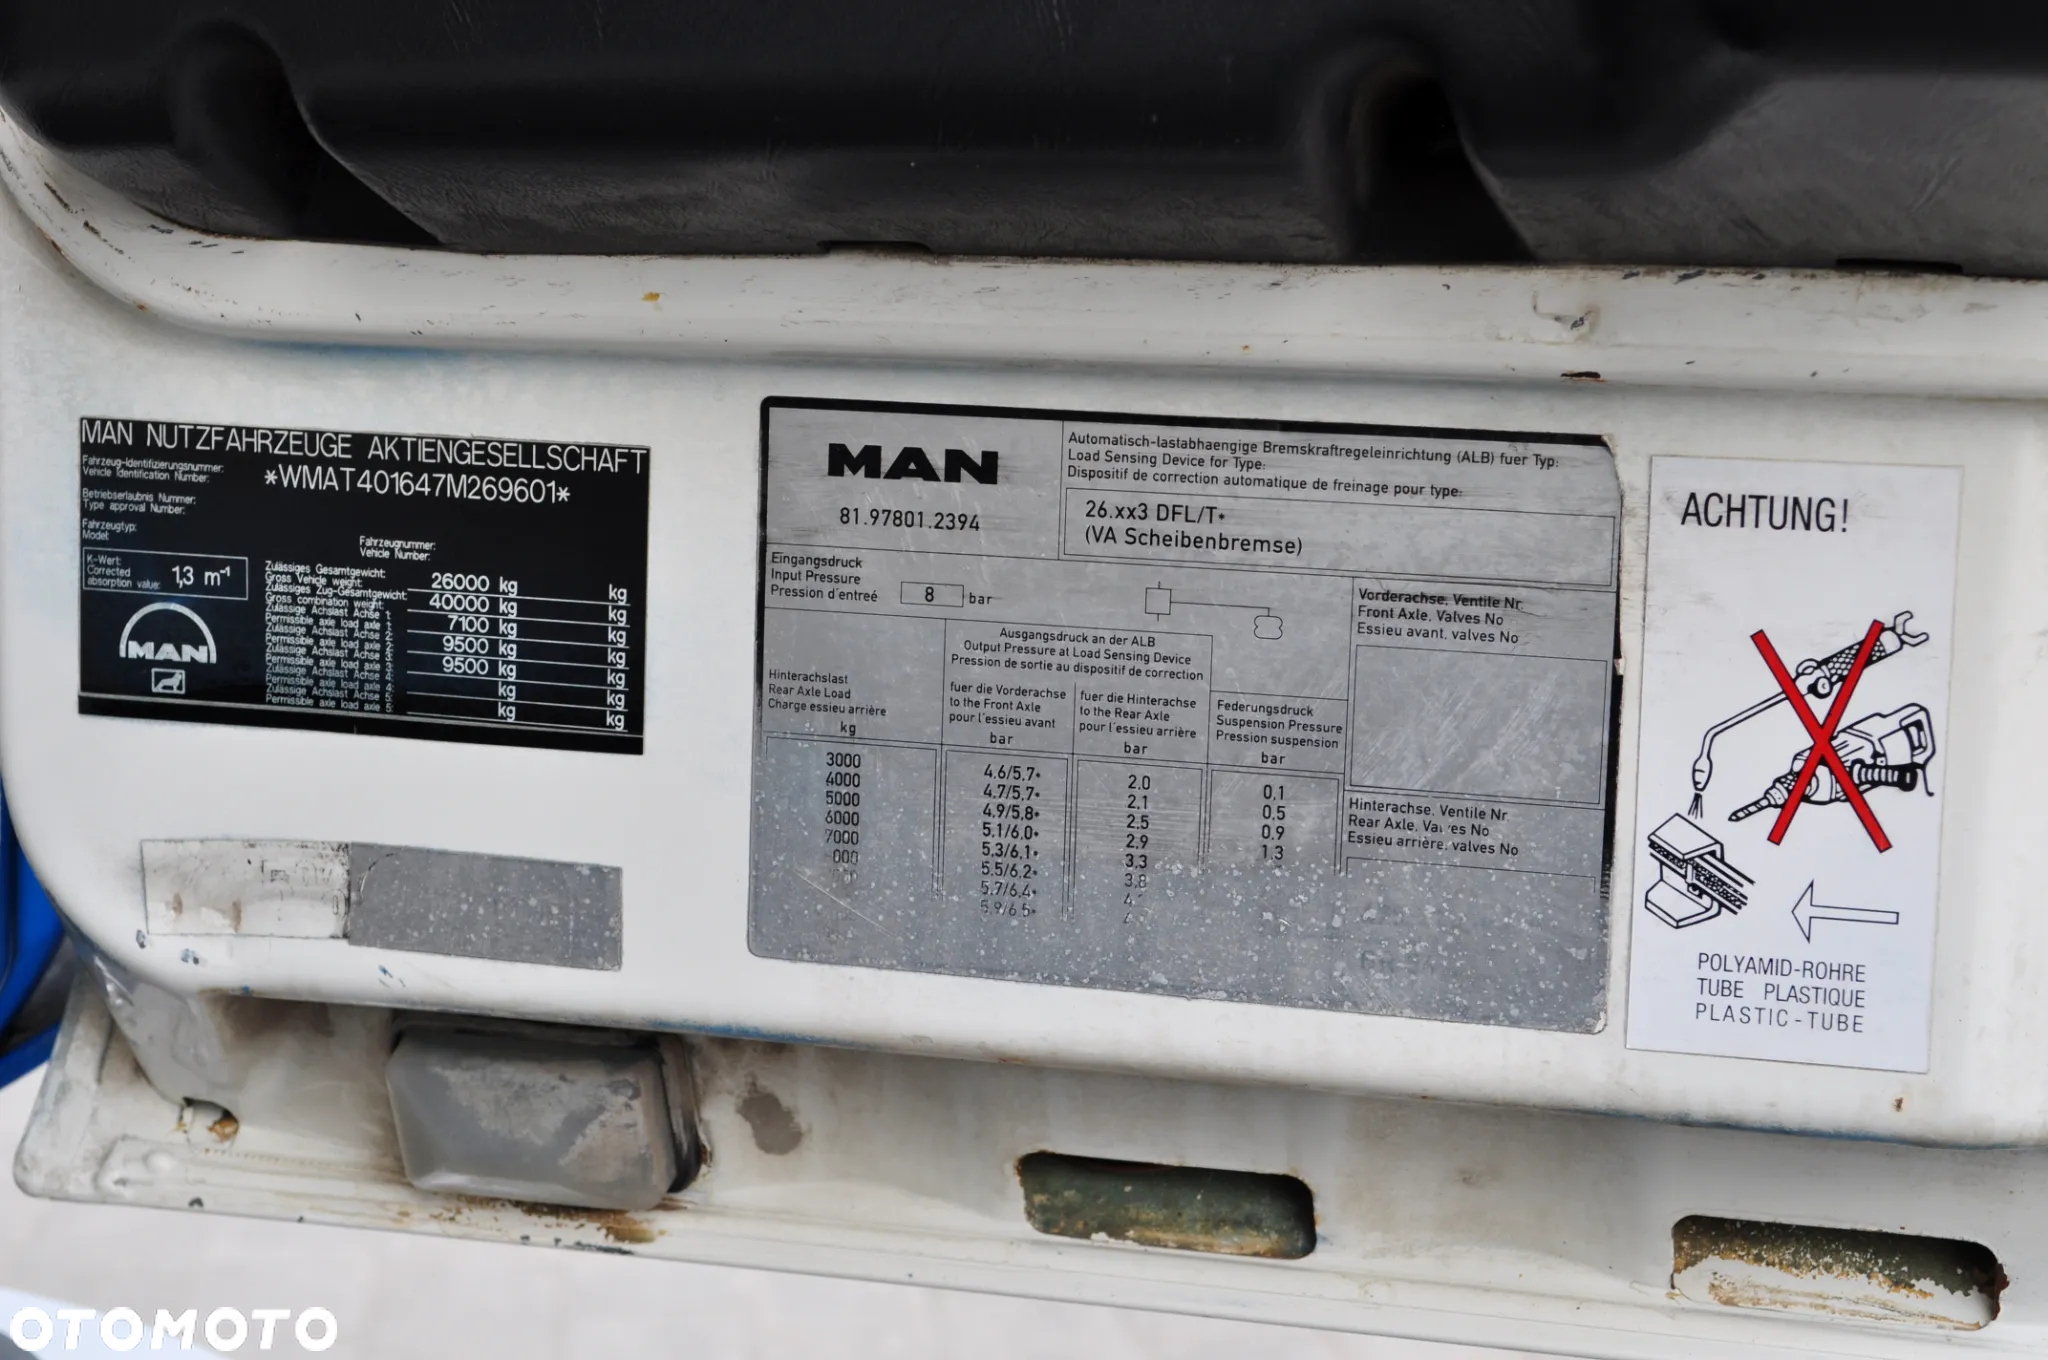 MAN NUTZFAHRZEUGE AKTIENGESELLSCHAFT
Fahrzeug-Identifizierungsnummer:
Vehicle Identification Number:
*WMAT401647M269601*
Betriebserlaubnis Nummer:
Type approval Number:
Fahrzeugtyp:
Model:
Fahrzeugnummer:
Vehicle Number:
K-Wert:
Corrected
absorption value:
1,3 m⁻¹
MAN
Zulässiges Gesamtgewicht:
Gross Vehicle weight: 26000 kg kg
Zulässiges Zug-Gesamtgewicht:
Gross combination weight: 40000 kg kg
Zulässige Achslast Achse 1:
Permissible axle load axle 1: 7100 kg kg
Zulässige Achslast Achse 2:
Permissible axle load axle 2: 9500 kg kg
Zulässige Achslast Achse 3:
Permissible axle load axle 3: 9500 kg kg
Zulässige Achslast Achse 4:
Permissible axle load axle 4: kg kg
Zulässige Achslast Achse 5:
Permissible axle load axle 5: kg kg
MAN
81.97801.2394
Automatisch-lastabhaengige Bremskraftregeleinrichtung (ALB) fuer Typ:
Load Sensing Device for Type:
Dispositif de correction automatique de freinage pour type:
26.xx3 DFL/T*
(VA Scheibenbremse)
Eingangsdruck
Input Pressure
Pression d'entreé 8 bar
Ausgangsdruck an der ALB
Output Pressure at Load Sensing Device
Pression de sortie au dispositif de correction
Hinterachslast
Rear Axle Load
Charge essieu arrière
kg
fuer die Vorderachse
to the Front Axle
pour l'essieu avant
bar
fuer die Hinterachse
to the Rear Axle
pour l'essieu arrière
bar
Federungsdruck
Suspension Pressure
Pression suspension
bar
3000 4.6/5.7* 2.0 0.1
4000 4.7/5.7* 2.1 0.5
5000 4.9/5.8* 2.5 0.9
6000 5.1/6.0* 2.9 1.3
7000 5.3/6.1* 3.3
5.5/6.2* 3.8
5.7/6.4*
5.9/6.5*
Vorderachse, Ventile Nr.
Front Axle, Valves No
Essieu avant, valves No
Hinterachse, Ventile Nr.
Rear Axle, Valves No
Essieu arrière, valves No
ACHTUNG!
POLYAMID-ROHRE
TUBE PLASTIQUE
PLASTIC-TUBE
OTOMOTO